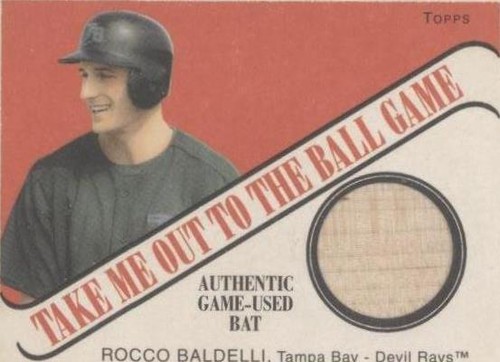 TOPPS
TAKE ME OUT TO THE BALL GAME
AUTHENTIC
GAME-USED
BAT
ROCCO BALDELLI, Tampa Bay - Devil Rays™